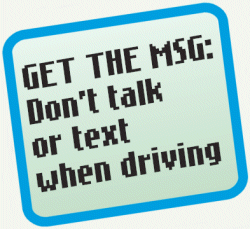 GET THE MSG:
Don't talk
or text
when driving